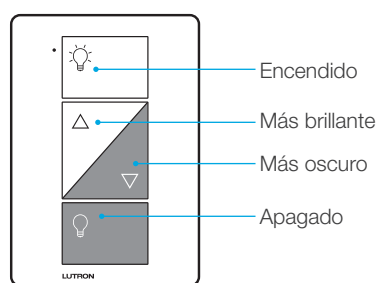 Encendido
Más brillante
Más oscuro
Apagado
LUTRON